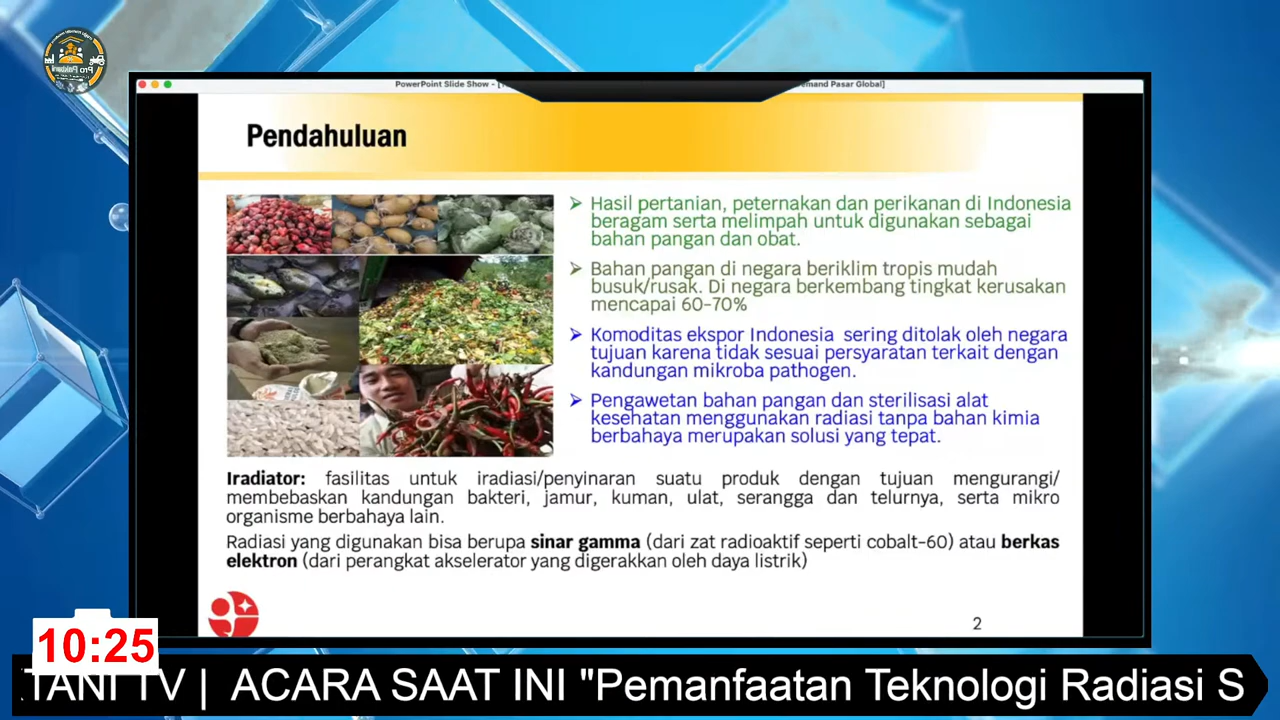 PowerPoint Slide Show - [
emand Pasar Global]
Pendahuluan
➤ Hasil pertanian, peternakan dan perikanan di Indonesia
beragam serta melimpah untuk digunakan sebagai
bahan pangan dan obat.
➤ Bahan pangan di negara beriklim tropis mudah
busuk/rusak. Di negara berkembang tingkat kerusakan
mencapai 60-70%
➤ Komoditas ekspor Indonesia sering ditolak oleh negara
tujuan karena tidak sesuai persyaratan terkait dengan
kandungan mikroba pathogen.
➤ Pengawetan bahan pangan dan sterilisasi alat
kesehatan menggunakan radiasi tanpa bahan kimia
berbahaya merupakan solusi yang tepat.
Iradiator: fasilitas untuk iradiasi/penyinaran suatu produk dengan tujuan mengurangi/
membebaskan kandungan bakteri, jamur, kuman, ulat, serangga dan telurnya, serta mikro
organisme berbahaya lain.
Radiasi yang digunakan bisa berupa sinar gamma (dari zat radioaktif seperti cobalt-60) atau berkas
elektron (dari perangkat akselerator yang digerakkan oleh daya listrik)
2
10:25
TANI TV | ACARA SAAT INI "Pemanfaatan Teknologi Radiasi S